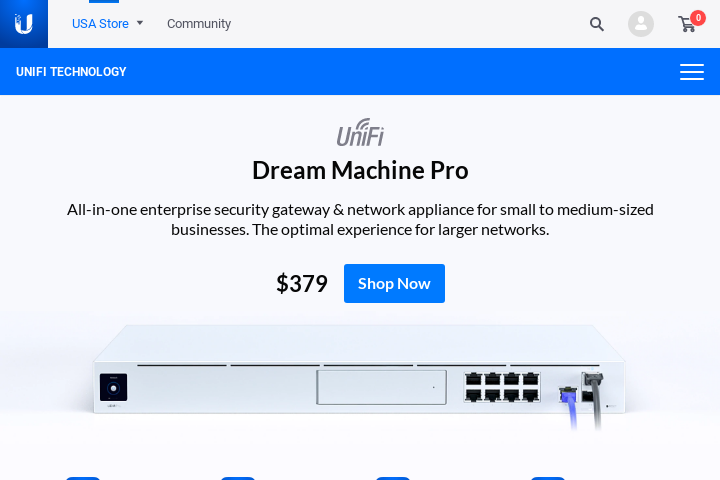 USA Store
Community
0
UNIFI TECHNOLOGY
UniFi
Dream Machine Pro
All-in-one enterprise security gateway & network appliance for small to medium-sized
businesses. The optimal experience for larger networks.
$379
Shop Now